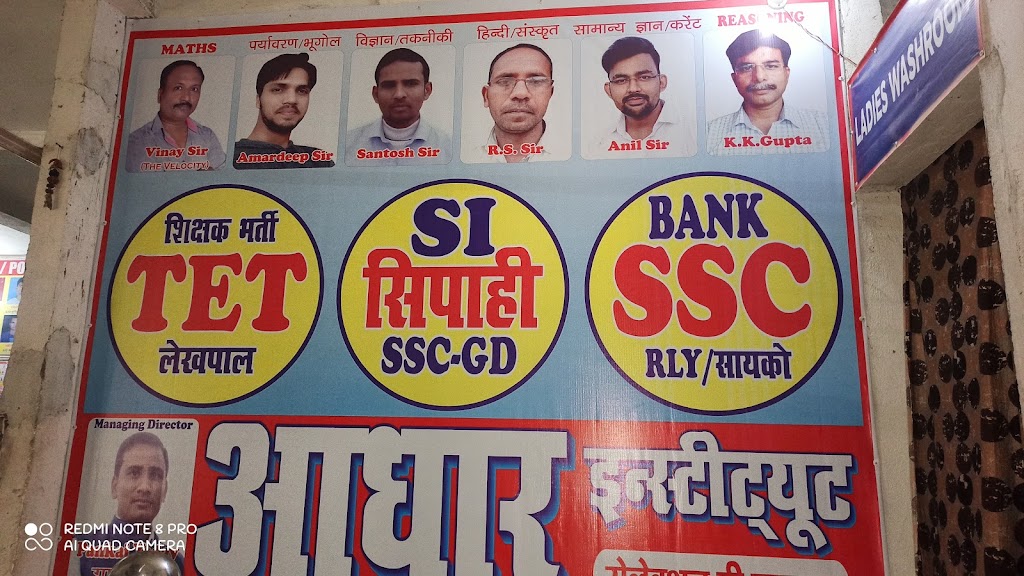 MATHS
पर्यावरण/भूगोल
विज्ञान/तकनीकी
हिन्दी/संस्कृत
सामान्य ज्ञान/करेंट
REASONING
Vinay Sir
(THE VELOCITY)
Amardeep Sir
Santosh Sir
R.S. Sir
Anil Sir
K.K.Gupta
LADIES WASHROOM
शिक्षक भर्ती
TET
लेखपाल
SI
सिपाही
SSC-GD
BANK
SSC
RLY/सायको
Managing Director
आधार
इन्स्टीट्यूट
REDMI NOTE 8 PRO
AI QUAD CAMERA